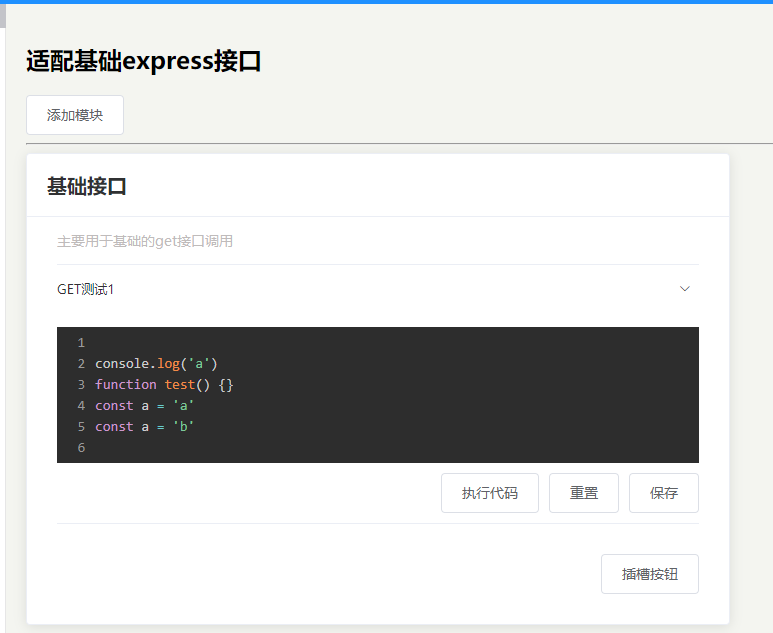 适配基础express接口
添加模块
基础接口
主要用于基础的get接口调用
GET测试1
1
2 console.log('a')
3 function test() {}
4 const a = 'a'
5 const a = 'b'
6
执行代码 重置 保存
插槽按钮